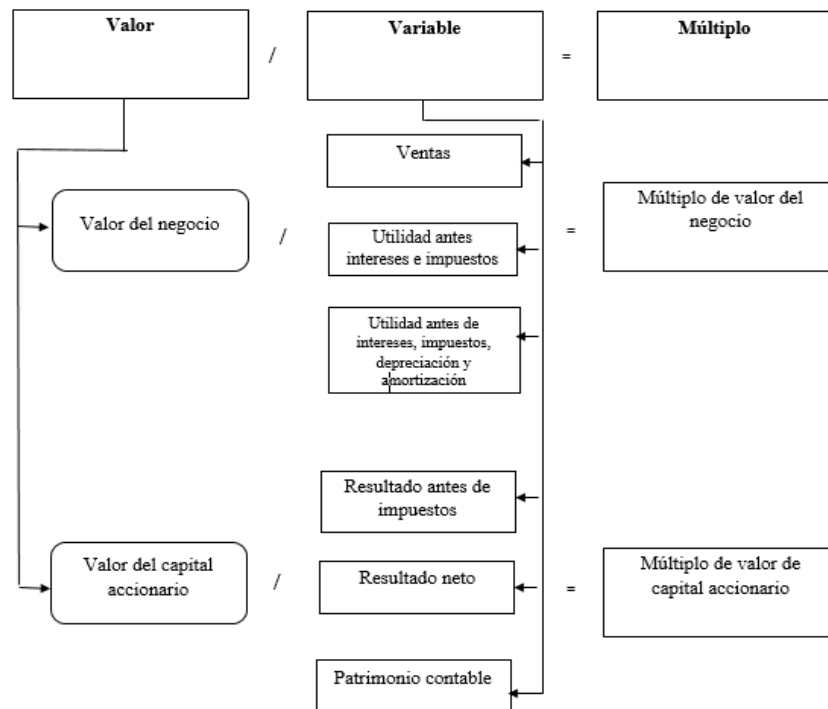 Valor
/
Variable
=
Múltiplo
Ventas
Valor del negocio
/
Utilidad antes
intereses e impuestos
=
Múltiplo de valor del
negocio
Utilidad antes de
intereses, impuestos,
depreciación y
amortización
Resultado antes de
impuestos
Valor del capital
accionario
/
Resultado neto
=
Múltiplo de valor de
capital accionario
Patrimonio contable